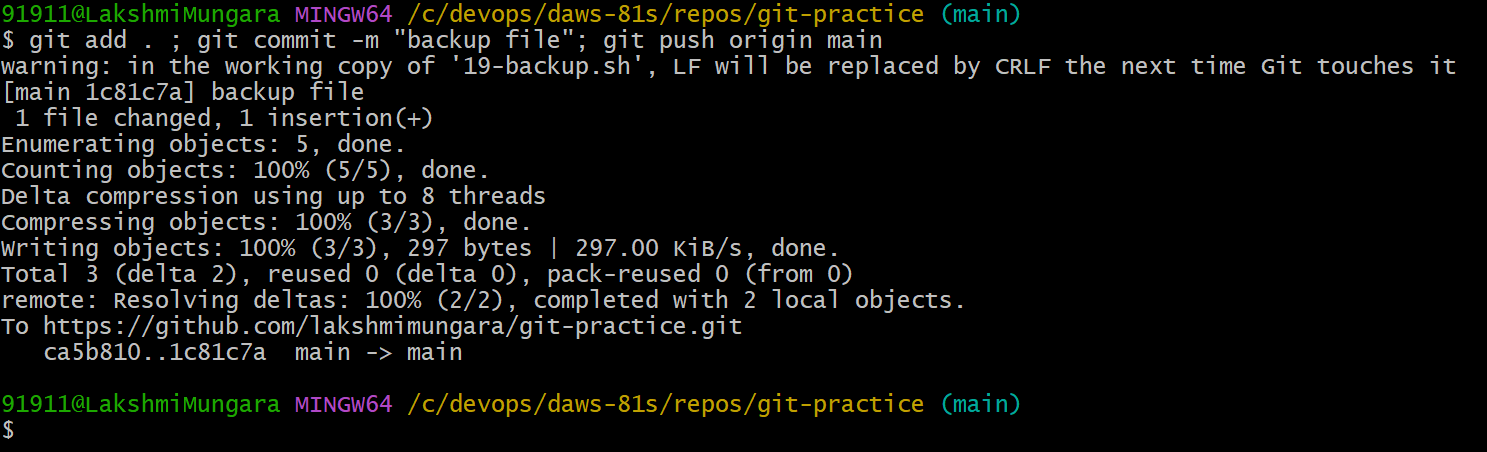 91911@LakshmiMungara MINGW64 /c/devops/daws-81s/repos/git-practice (main)
$ git add . ; git commit -m "backup file"; git push origin main
warning: in the working copy of '19-backup.sh', LF will be replaced by CRLF the next time Git touches it
[main 1c81c7a] backup file
 1 file changed, 1 insertion(+)
Enumerating objects: 5, done.
Counting objects: 100% (5/5), done.
Delta compression using up to 8 threads
Compressing objects: 100% (3/3), done.
Writing objects: 100% (3/3), 297 bytes | 297.00 KiB/s, done.
Total 3 (delta 2), reused 0 (delta 0), pack-reused 0 (from 0)
remote: Resolving deltas: 100% (2/2), completed with 2 local objects.
To https://github.com/lakshmimungara/git-practice.git
   ca5b810..1c81c7a  main -> main
91911@LakshmiMungara MINGW64 /c/devops/daws-81s/repos/git-practice (main)
$